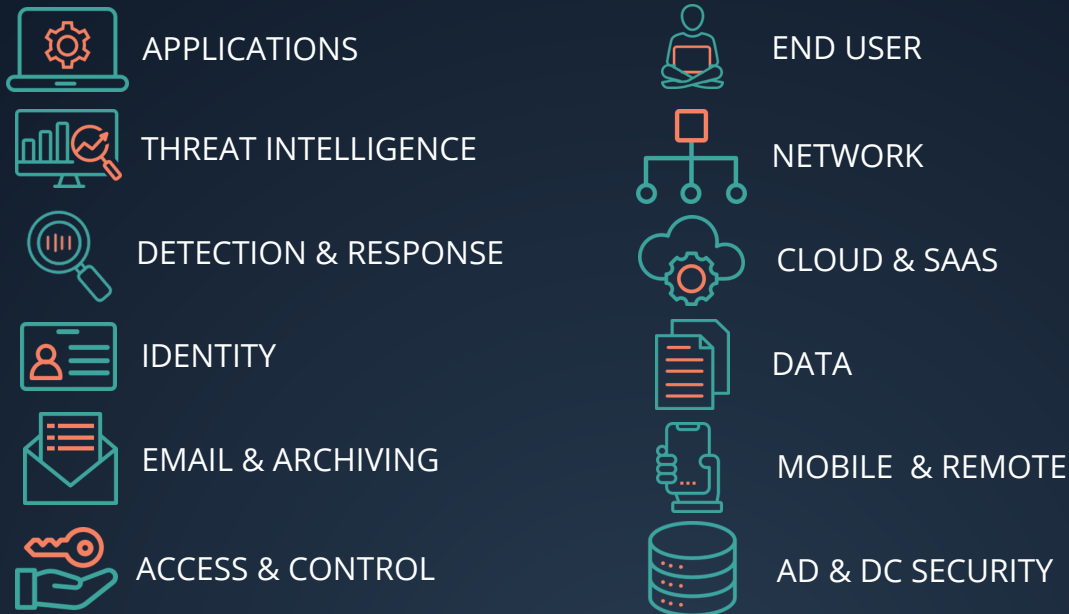 APPLICATIONS
THREAT INTELLIGENCE
DETECTION & RESPONSE
IDENTITY
EMAIL & ARCHIVING
ACCESS & CONTROL
END USER
NETWORK
CLOUD & SAAS
DATA
MOBILE & REMOTE
AD & DC SECURITY